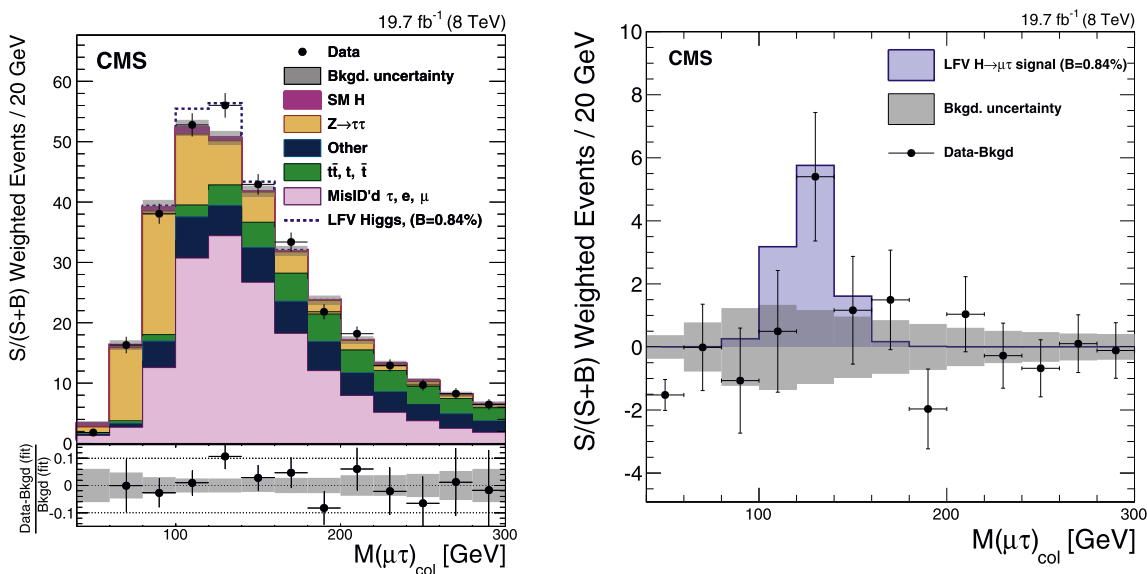 19.7 fb⁻¹ (8 TeV)
S/(S+B) Weighted Events / 20 GeV
CMS
Data
Bkgd. uncertainty
SM H
Z→ττ
Other
tt̄, t, t̄
MisID'd τ, e, μ
LFV Higgs, (B=0.84%)
60
50
40
30
20
10
0
Data-Bkgd (fit)
Bkgd (fit)
0.1
0
-0.1
100 200 300
M(μτ)col [GeV]
19.7 fb⁻¹ (8 TeV)
S/(S+B) Weighted Events / 20 GeV
CMS
LFV H→μτ signal (B=0.84%)
Bkgd. uncertainty
Data-Bkgd
10
8
6
4
2
0
-2
-4
100 200 300
M(μτ)col [GeV]